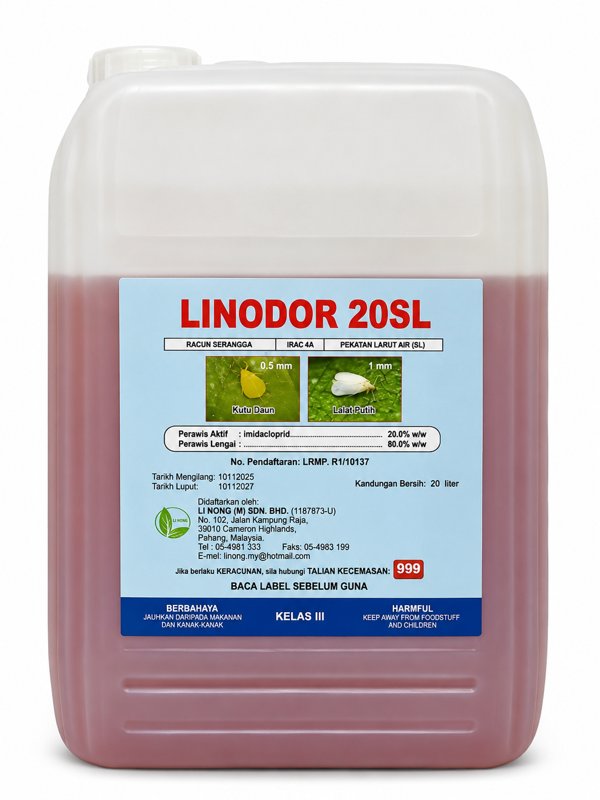 LINODOR 20SL
RACUN SERANGGA IRAC 4A PEKATAN LARUT AIR (SL)
0.5 mm 1 mm
Kutu Daun Lalat Putih
Perawis Aktif : imidacloprid.................................. 20.0% w/w
Perawis Lengai : .................................................. 80.0% w/w
No. Pendaftaran: LRMP. R1/10137
Tarikh Mengilang: 10112025
Tarikh Luput: 10112027
Kandungan Bersih: 20 liter
LI NONG
Didaftarkan oleh:
LI NONG (M) SDN. BHD. (1187873-U)
No. 102, Jalan Kampung Raja,
39010 Cameron Highlands,
Pahang, Malaysia.
Tel : 05-4981 333 Faks: 05-4983 199
E-mel: linong.my@hotmail.com
Jika berlaku KERACUNAN, sila hubungi TALIAN KECEMASAN: 999
BACA LABEL SEBELUM GUNA
BERBAHAYA
JAUHKAN DARIPADA MAKANAN
DAN KANAK-KANAK
KELAS III
HARMFUL
KEEP AWAY FROM FOODSTUFF
AND CHILDREN